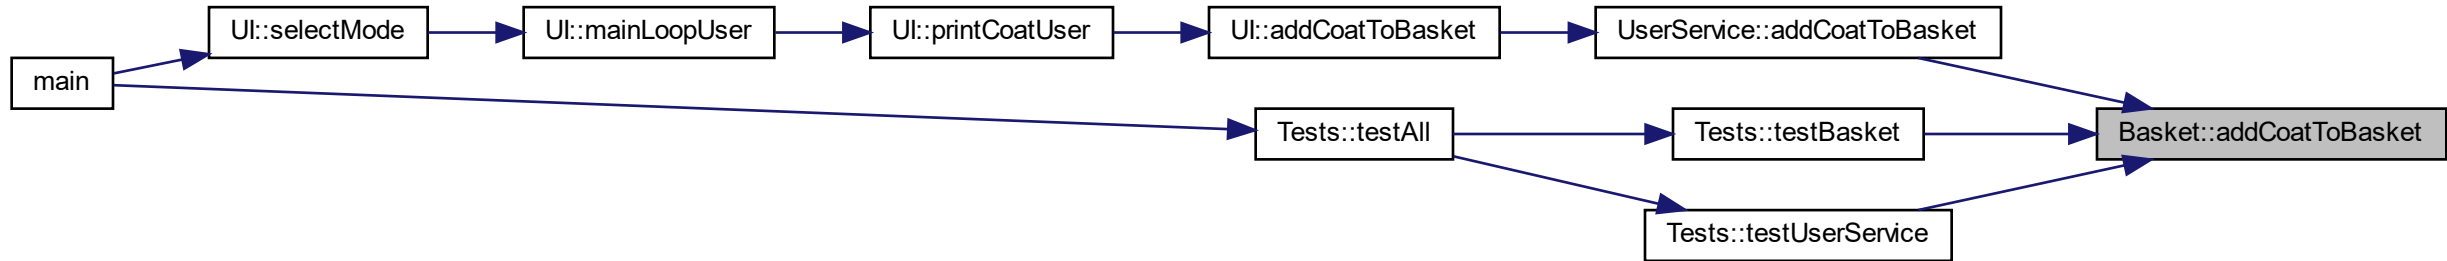 UI::selectMode
UI::mainLoopUser
UI::printCoatUser
UI::addCoatToBasket
UserService::addCoatToBasket
main
Tests::testAll
Tests::testBasket
Basket::addCoatToBasket
Tests::testUserService